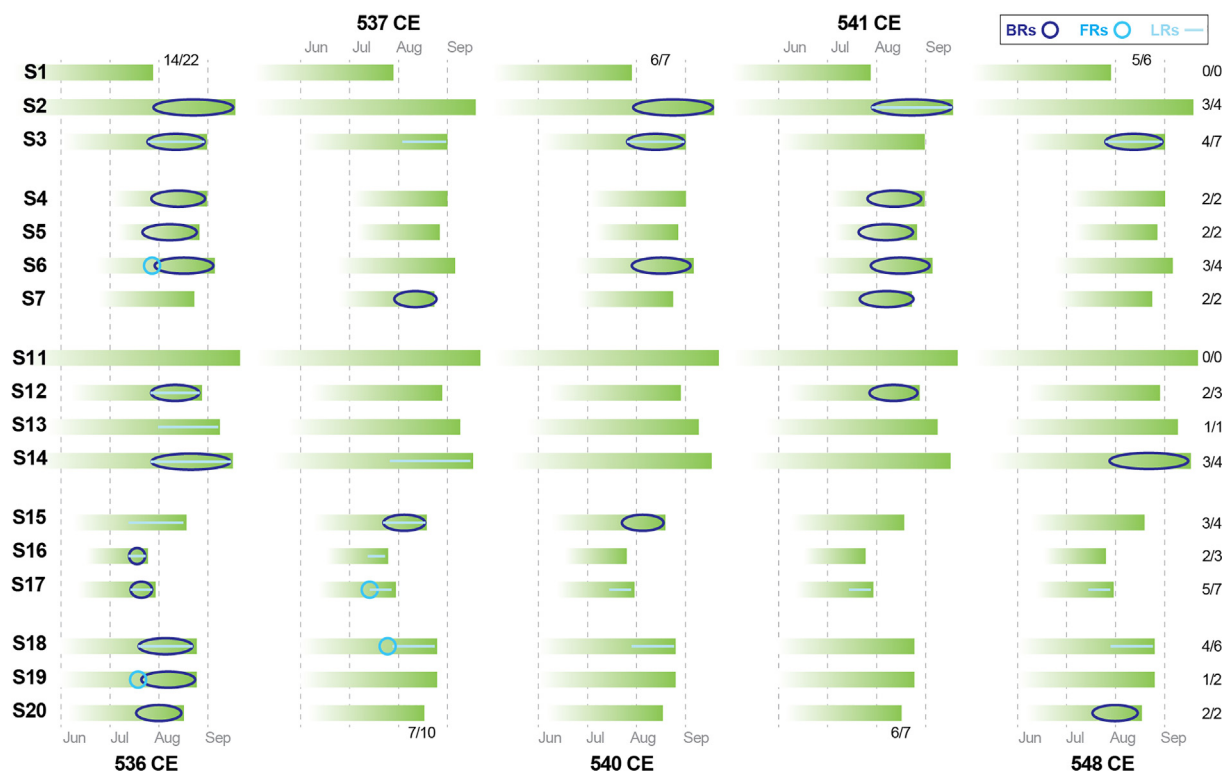 537 CE 541 CE
BRs FRs LRs
Jun Jul Aug Sep Jun Jul Aug Sep
14/22 6/7 5/6
S1 0/0
S2 3/4
S3 4/7
S4 2/2
S5 2/2
S6 3/4
S7 2/2
S11 0/0
S12 2/3
S13 1/1
S14 3/4
S15 3/4
S16 2/3
S17 5/7
S18 4/6
S19 1/2
S20 2/2
7/10 6/7
Jun Jul Aug Sep Jun Jul Aug Sep Jun Jul Aug Sep
536 CE 540 CE 548 CE